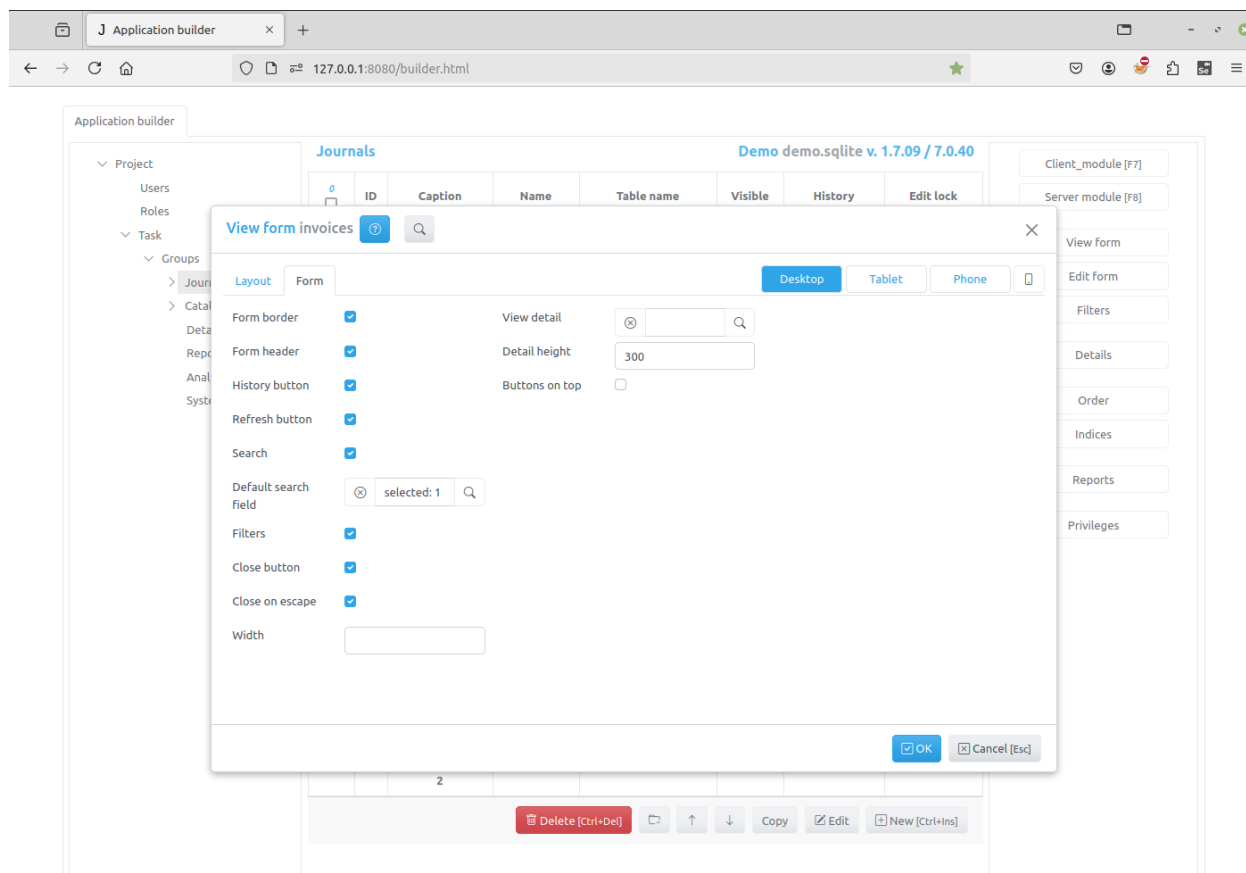 J Application builder
127.0.0.1:8080/builder.html
Application builder
Project
Users
Roles
Task
Groups
Journals Demo demo.sqlite v. 1.7.09 / 7.0.40
0 ID Caption Name Table name Visible History Edit lock
Client_module [F7]
Server module [F8]
View form
Edit form
Filters
Details
Order
Indices
Reports
Privileges
View form invoices
Layout Form Desktop Tablet Phone
Form border
Form header
History button
Refresh button
Search
Default search
field
selected: 1
Filters
Close button
Close on escape
Width
View detail
Detail height 300
Buttons on top
OK Cancel [Esc]
2
Delete [Ctrl+Del] Copy Edit New [Ctrl+Ins]